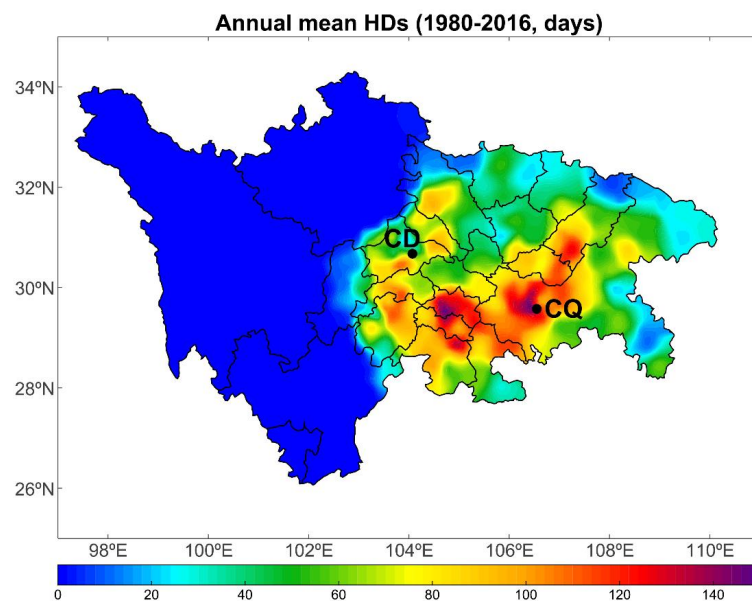 Annual mean HDs (1980-2016, days)
34ºN
32ºN
CD
30ºN
CQ
28ºN
26ºN
98ºE 100ºE 102ºE 104ºE 106ºE 108ºE 110ºE
0 20 40 60 80 100 120 140